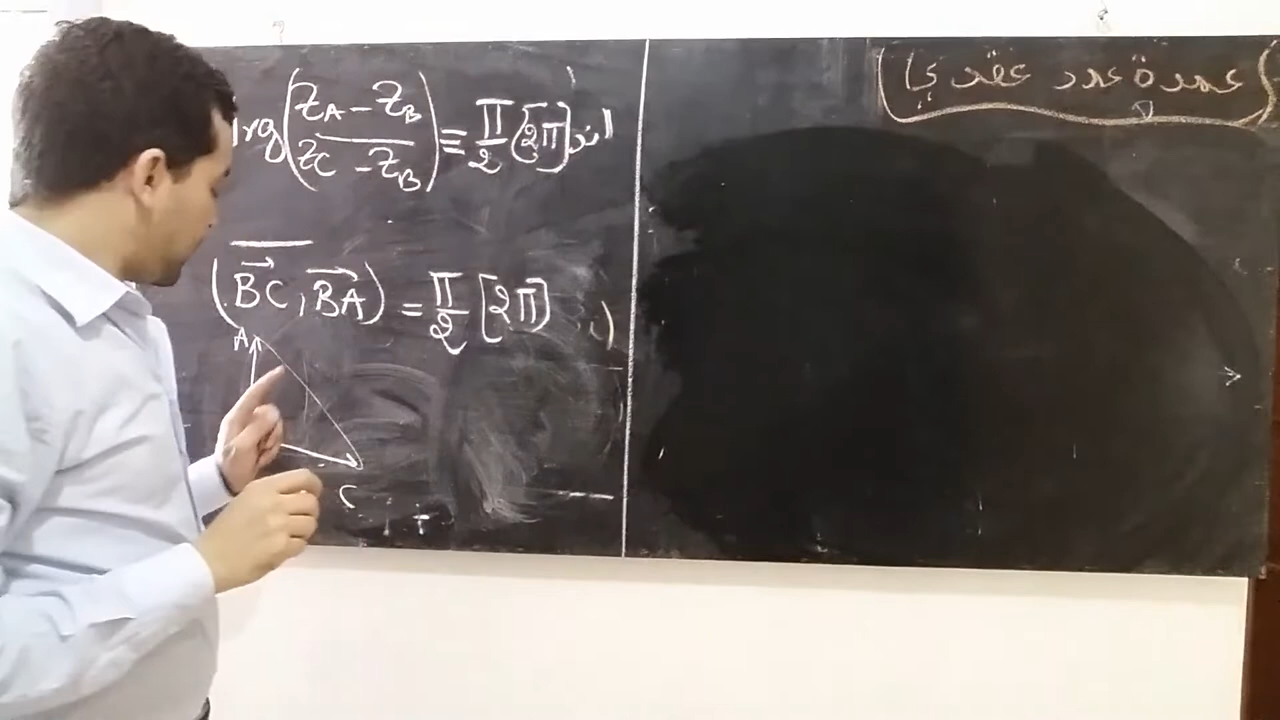 عمدة عدد عقدي
arg((Z_A - Z_B)/(Z_C - Z_B)) ≡ π/2 [2π]
(BC→, BA→) = π/2 [2π]
A
C